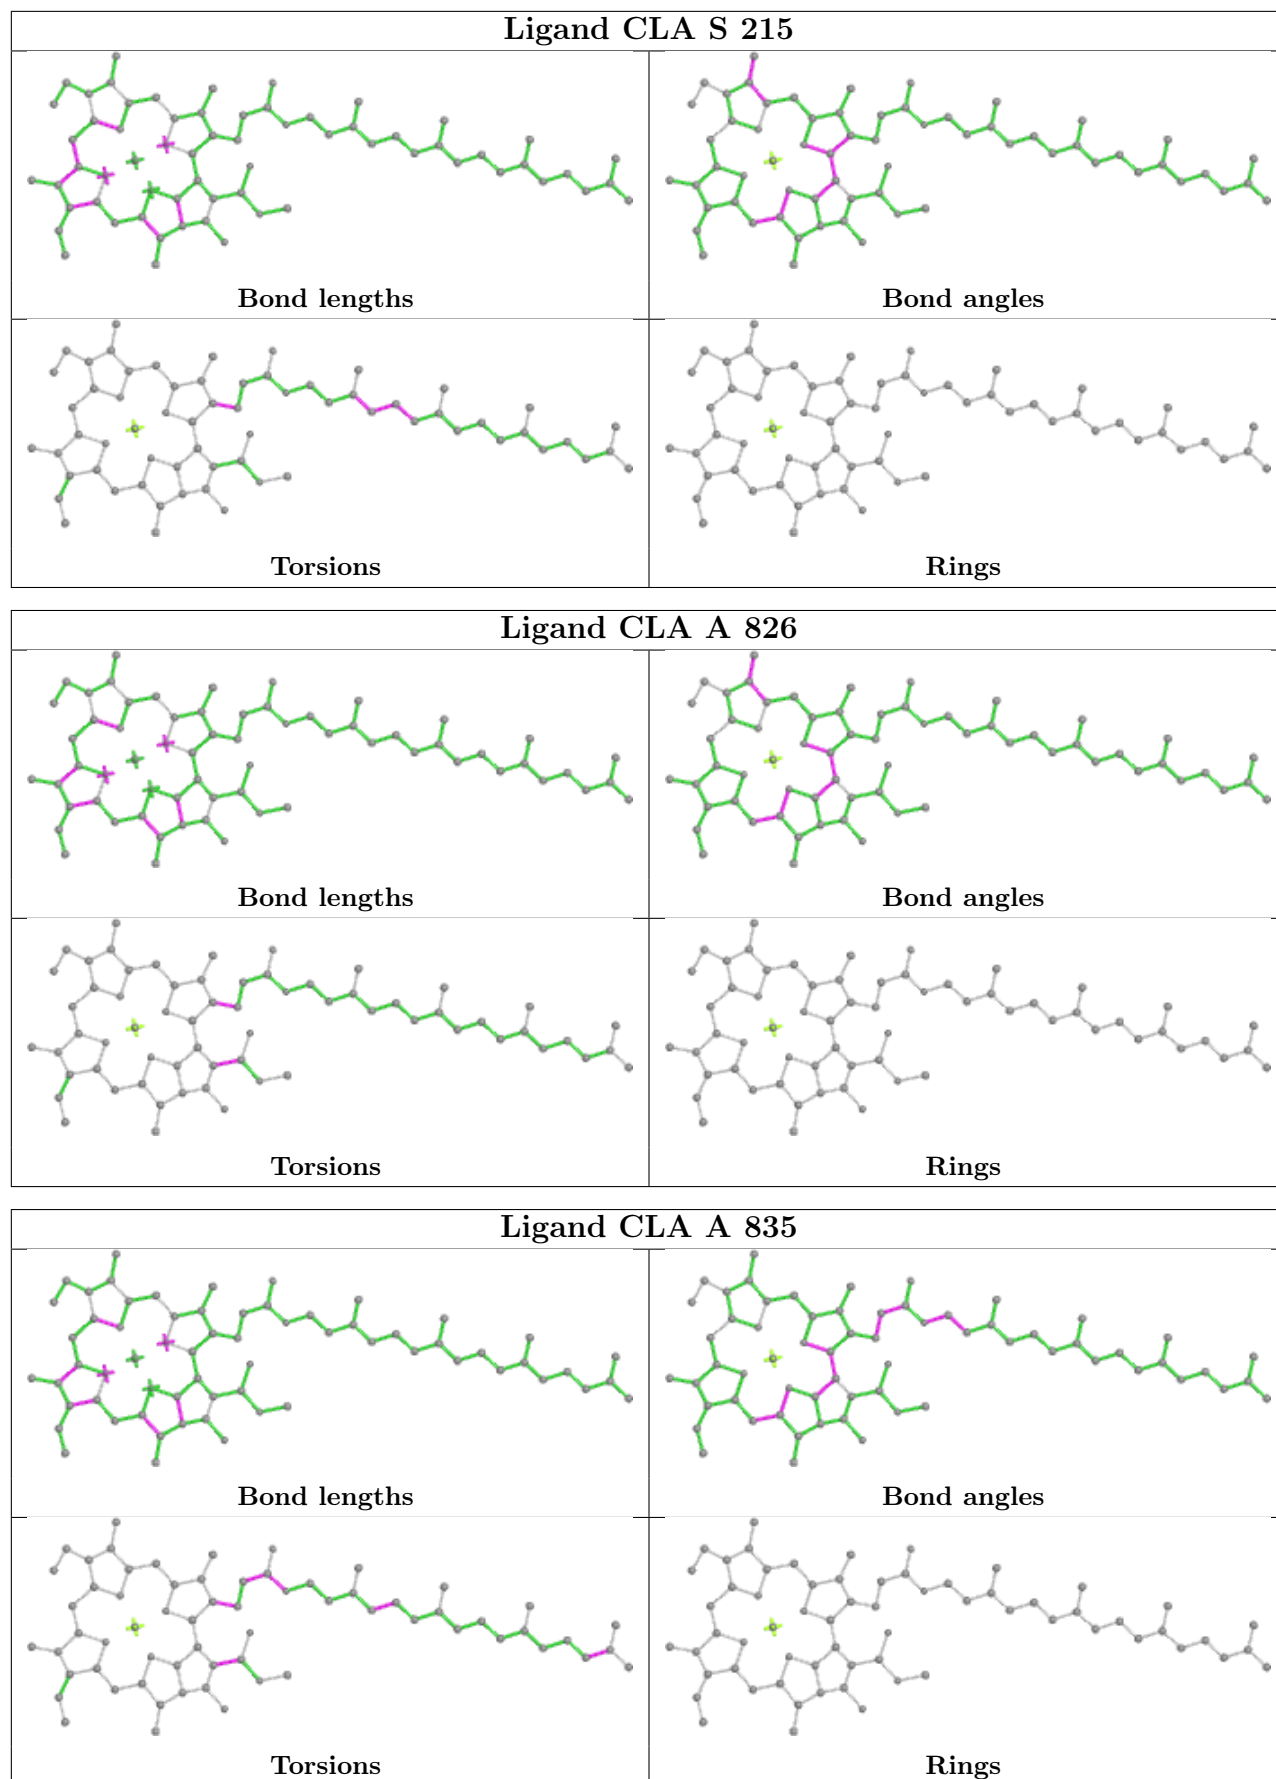 Ligand CLA S 215
Bond lengths
Bond angles
Torsions
Rings
Ligand CLA A 826
Bond lengths
Bond angles
Torsions
Rings
Ligand CLA A 835
Bond lengths
Bond angles
Torsions
Rings